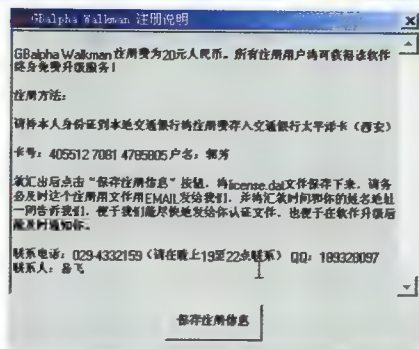 GBalpha Walkman 注册说明
GBalpha Walkman 注册费为20元人民币。所有注册用户将可获得该软件
终身免费升级服务！
注册方法：
请持本人身份证到本地交通银行将注册费存入交通银行太平洋卡（西安）
卡号：405512 7081 4785805 户名：郭芳
款汇出后点击“保存注册信息”按钮，将license.dat文件保存下来，请务
必及时这个注册用文件用EMAIL发给我们，并将汇款时间和你的姓名地址
一同告诉我们，便于我们能尽快地发给你认证文件，也便于在软件升级后
能及时通知你。
联系电话：029-4332159（请在晚上19至22点联系） QQ：189328097
联系人：岳飞
保存注册信息